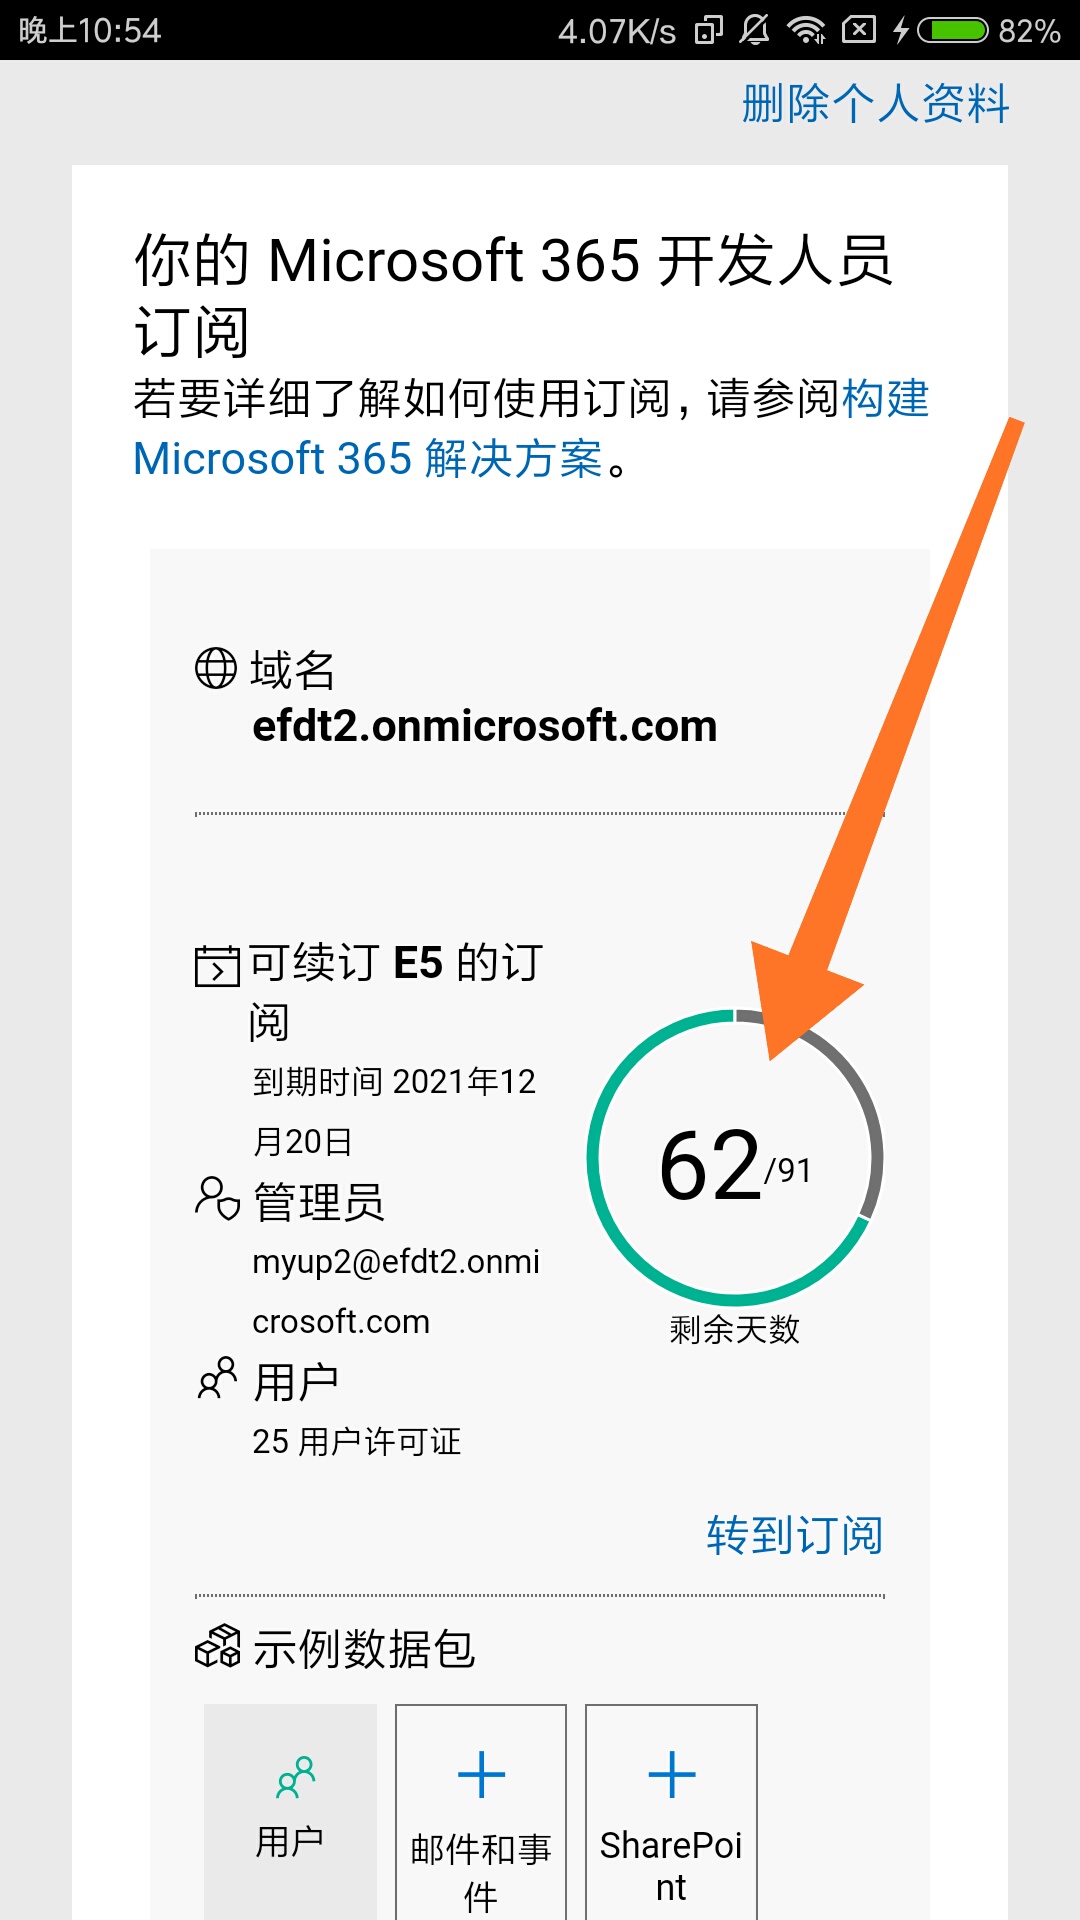 晚上10:54
4.07K/s
82%
删除个人资料
你的 Microsoft 365 开发人员
订阅
若要详细了解如何使用订阅，请参阅构建
Microsoft 365 解决方案。
域名
efdt2.onmicrosoft.com
可续订 E5 的订
阅
到期时间 2021年12
月20日
管理员
myup2@efdt2.onmi
crosoft.com
用户
25 用户许可证
62/91
剩余天数
转到订阅
示例数据包
用户
邮件和事
件
SharePoi
nt